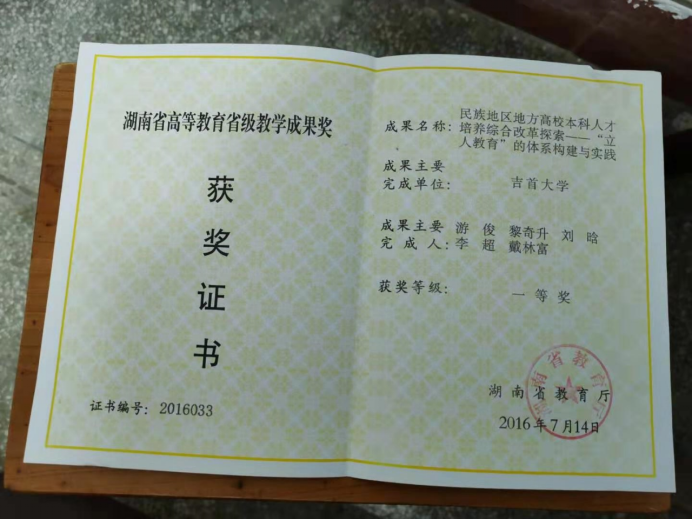 湖南省高等教育省级教学成果奖
获
奖
证
书
证书编号：2016033
民族地区地方高校本科人才
成果名称：培养综合改革探索——“立
人教育”的体系构建与实践
成果主要
完成单位：吉首大学
成果主要 游俊 黎奇升 刘晗
完成人：李超 戴林富
获奖等级：一等奖
湖南省教育厅
2016年7月14日
湖南省教育厅